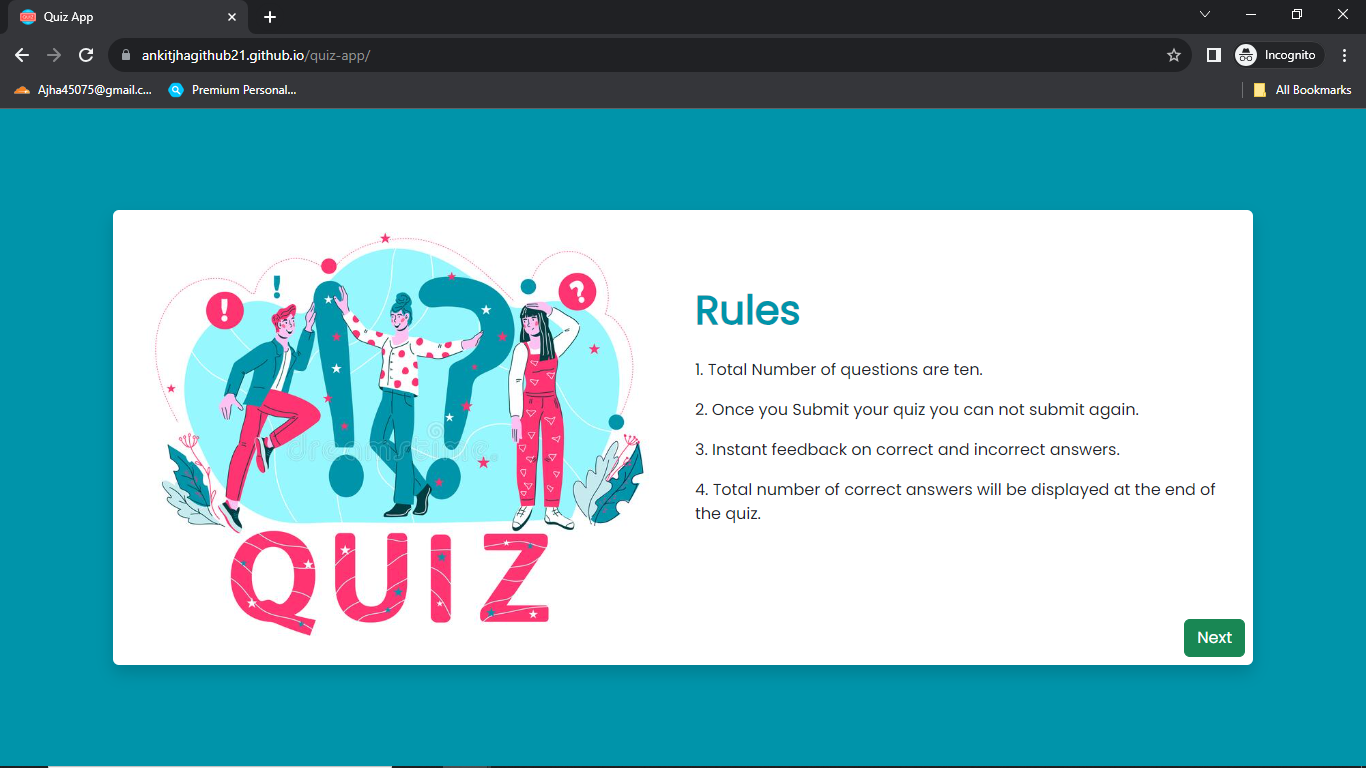 Quiz App
ankitjhagithub21.github.io/quiz-app/
Incognito
Ajha45075@gmail.c...
Premium Personal...
All Bookmarks
!
!
?
!?
dreamstime.
QUIZ
Rules
1. Total Number of questions are ten.
2. Once you Submit your quiz you can not submit again.
3. Instant feedback on correct and incorrect answers.
4. Total number of correct answers will be displayed at the end of
the quiz.
Next